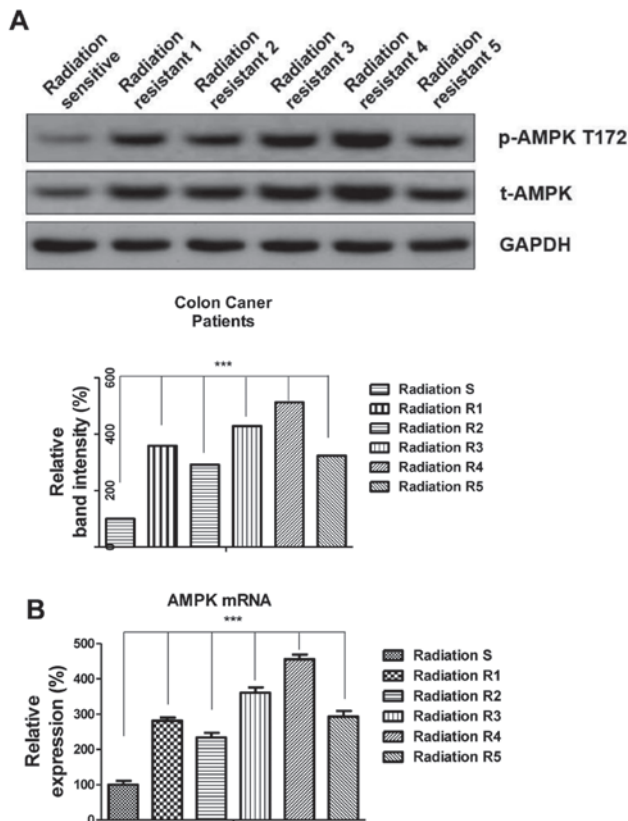 A
Radiation sensitive
Radiation resistant 1
Radiation resistant 2
Radiation resistant 3
Radiation resistant 4
Radiation resistant 5
p-AMPK T172
t-AMPK
GAPDH
Colon Caner
Patients
***
Relative
band intensity (%)
600
400
200
0
Radiation S
Radiation R1
Radiation R2
Radiation R3
Radiation R4
Radiation R5
B
AMPK mRNA
***
Relative
expression (%)
500
400
300
200
100
0
Radiation S
Radiation R1
Radiation R2
Radiation R3
Radiation R4
Radiation R5